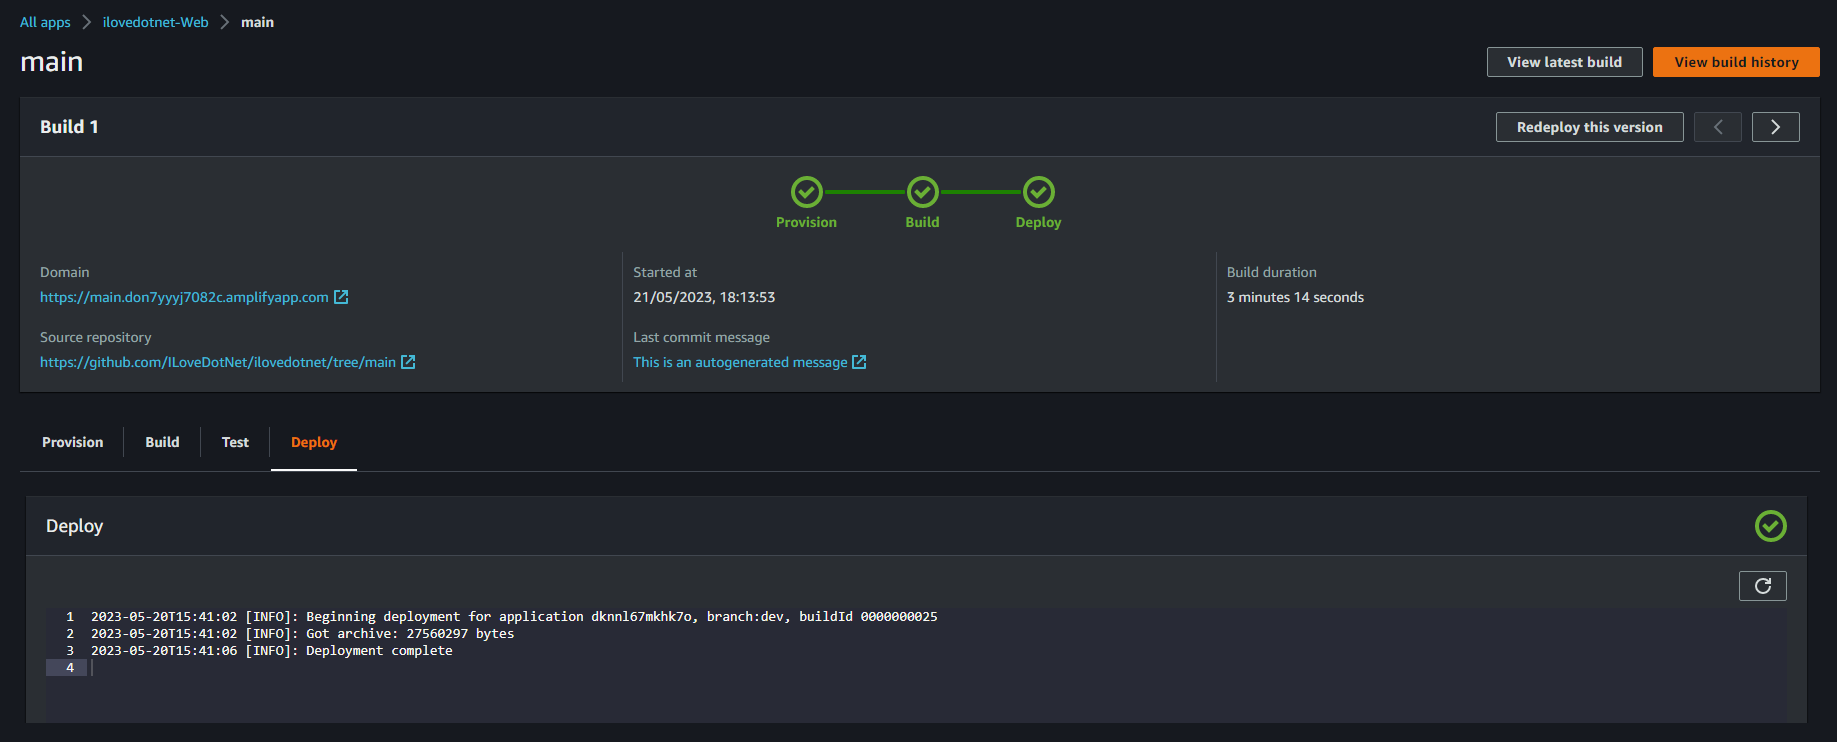 All apps > ilovedotnet-Web > main
main
View latest build
View build history
Build 1
Redeploy this version
Provision
Build
Deploy
Domain
https://main.don7yyyj7082c.amplifyapp.com
Source repository
https://github.com/ILoveDotNet/ilovedotnet/tree/main
Started at
21/05/2023, 18:13:53
Last commit message
This is an autogenerated message
Build duration
3 minutes 14 seconds
Provision
Build
Test
Deploy
Deploy
1 2023-05-20T15:41:02 [INFO]: Beginning deployment for application dknnl67mkhk7o, branch:dev, buildId 0000000025
2 2023-05-20T15:41:02 [INFO]: Got archive: 27560297 bytes
3 2023-05-20T15:41:06 [INFO]: Deployment complete
4